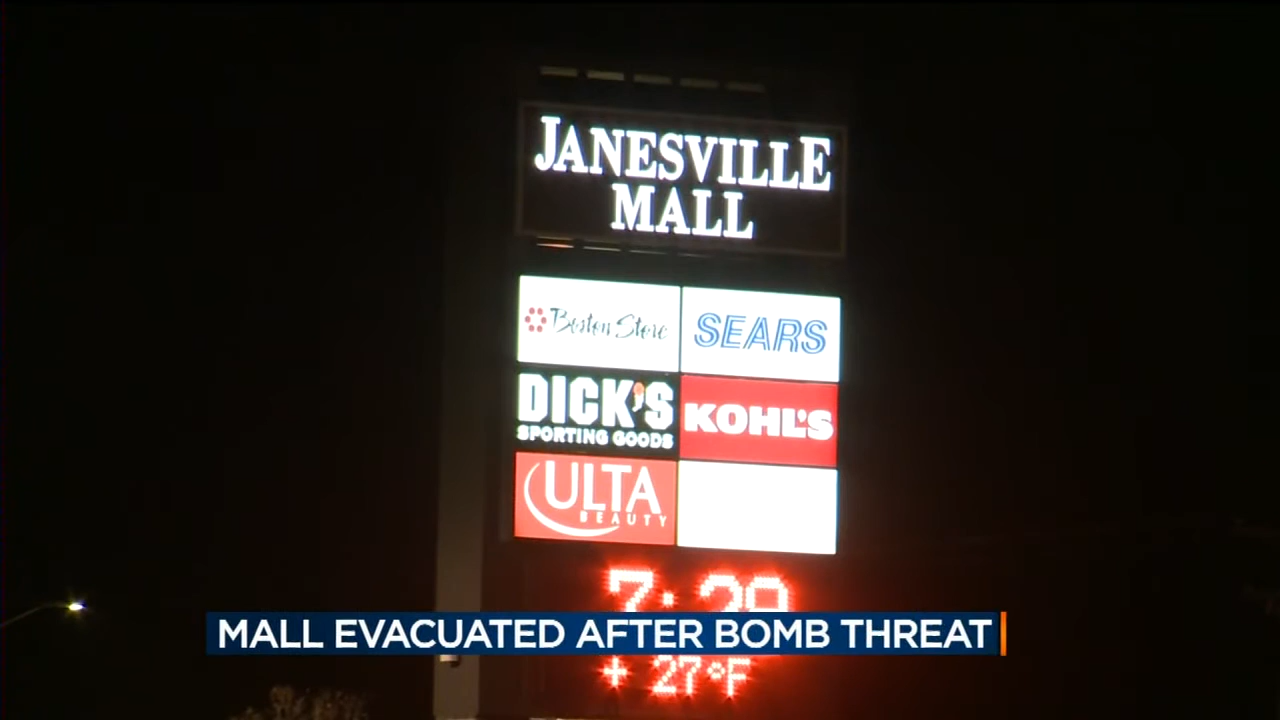 JANESVILLE
MALL
Boston Store
SEARS
DICK'S
SPORTING GOODS
KOHL'S
ULTA
BEAUTY
7:29
MALL EVACUATED AFTER BOMB THREAT
+ 27°F